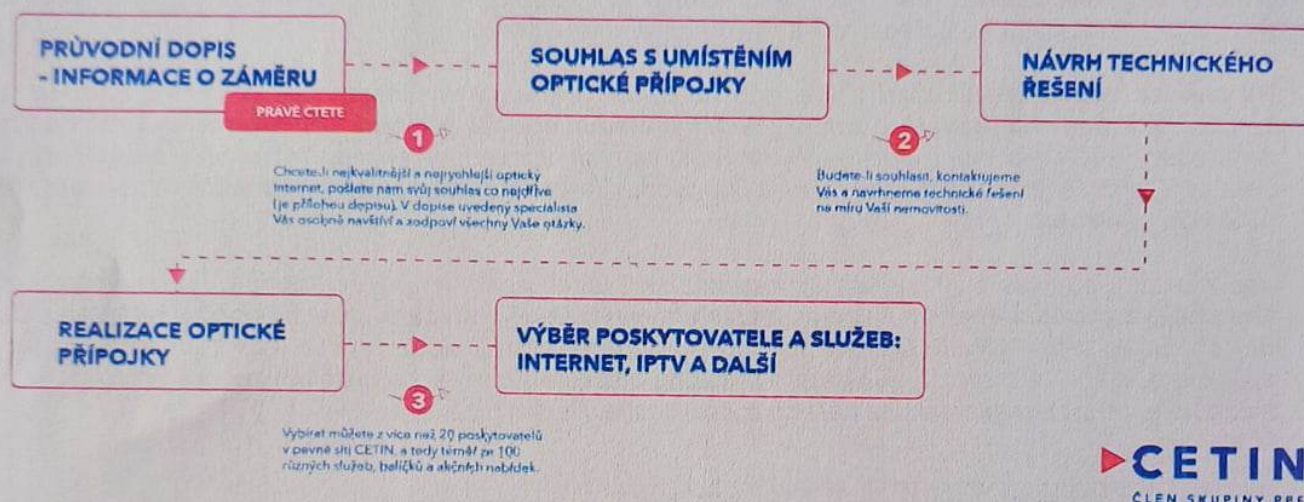 PRŮVODNÍ DOPIS
- INFORMACE O ZÁMĚRU
PRÁVĚ ČTETE
SOUHLAS S UMÍSTĚNÍM
OPTICKÉ PŘÍPOJKY
NÁVRH TECHNICKÉHO
ŘEŠENÍ
1
Chcete-li nejkvalitnější a nejrychlejší optický
internet, pošlete nám svůj souhlas co nejdříve
(je přílohou dopisu). V dopise uvedený specialista
Vás osobně navštíví a zodpoví všechny Vaše otázky.
2
Budete-li souhlasit, kontaktujeme
Vás a navrhneme technické řešení
na míru Vaší nemovitosti.
REALIZACE OPTICKÉ
PŘÍPOJKY
VÝBĚR POSKYTOVATELE A SLUŽEB:
INTERNET, IPTV A DALŠÍ
3
Vybírat můžete z více než 20 poskytovatelů
v pevné síti CETIN, a tedy téměř ze 100
různých služeb, balíčků a akčních nabídek.
CETIN
ČLEN SKUPINY PPF